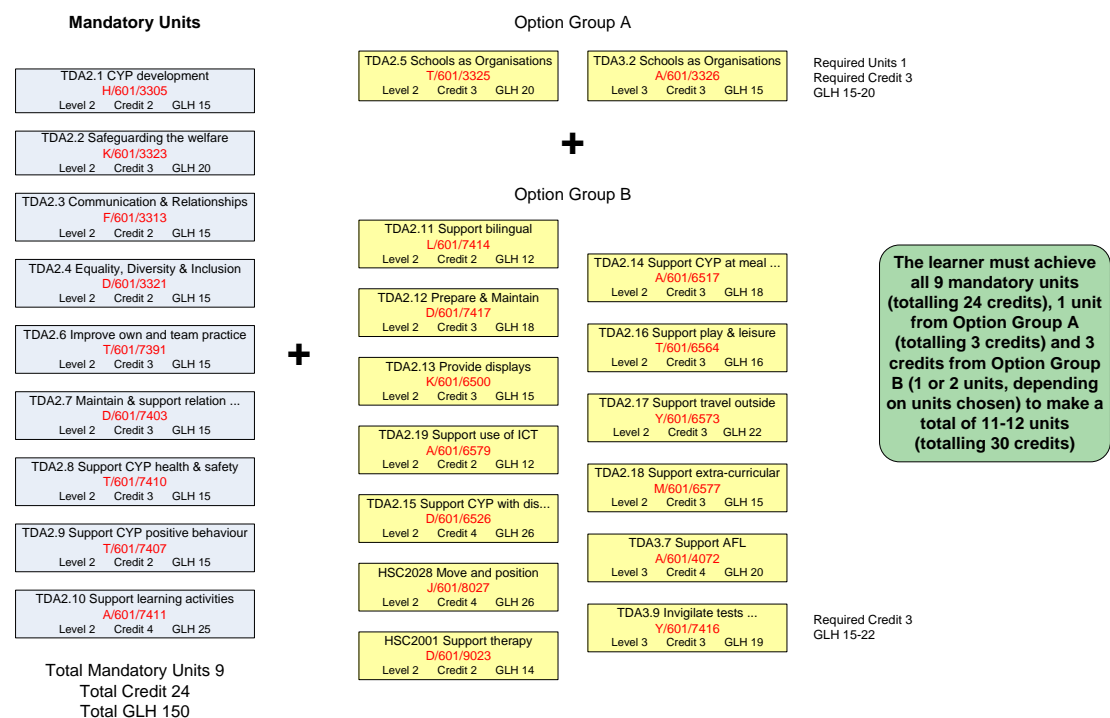 Mandatory Units
TDA2.1 CYP development
H/601/3305
Level 2 Credit 2 GLH 15
TDA2.2 Safeguarding the welfare
K/601/3323
Level 2 Credit 3 GLH 20
TDA2.3 Communication & Relationships
F/601/3313
Level 2 Credit 2 GLH 15
TDA2.4 Equality, Diversity & Inclusion
D/601/3321
Level 2 Credit 2 GLH 15
TDA2.6 Improve own and team practice
T/601/7391
Level 2 Credit 3 GLH 15
TDA2.7 Maintain & support relation ...
D/601/7403
Level 2 Credit 3 GLH 15
TDA2.8 Support CYP health & safety
T/601/7410
Level 2 Credit 3 GLH 15
TDA2.9 Support CYP positive behaviour
T/601/7407
Level 2 Credit 2 GLH 15
TDA2.10 Support learning activities
A/601/7411
Level 2 Credit 4 GLH 25
Total Mandatory Units 9
Total Credit 24
Total GLH 150
+
Option Group A
TDA2.5 Schools as Organisations
T/601/3325
Level 2 Credit 3 GLH 20
TDA3.2 Schools as Organisations
A/601/3326
Level 3 Credit 3 GLH 15
Required Units 1
Required Credit 3
GLH 15-20
+
Option Group B
TDA2.11 Support bilingual
L/601/7414
Level 2 Credit 2 GLH 12
TDA2.12 Prepare & Maintain
D/601/7417
Level 2 Credit 3 GLH 18
TDA2.13 Provide displays
K/601/6500
Level 2 Credit 3 GLH 15
TDA2.19 Support use of ICT
A/601/6579
Level 2 Credit 2 GLH 12
TDA2.15 Support CYP with dis...
D/601/6526
Level 2 Credit 4 GLH 26
HSC2028 Move and position
J/601/8027
Level 2 Credit 4 GLH 26
HSC2001 Support therapy
D/601/9023
Level 2 Credit 2 GLH 14
TDA2.14 Support CYP at meal ...
A/601/6517
Level 2 Credit 3 GLH 18
TDA2.16 Support play & leisure
T/601/6564
Level 2 Credit 3 GLH 16
TDA2.17 Support travel outside
Y/601/6573
Level 2 Credit 3 GLH 22
TDA2.18 Support extra-curricular
M/601/6577
Level 2 Credit 3 GLH 15
TDA3.7 Support AFL
A/601/4072
Level 3 Credit 4 GLH 20
TDA3.9 Invigilate tests ...
Y/601/7416
Level 3 Credit 3 GLH 19
Required Credit 3
GLH 15-22
The learner must achieve
all 9 mandatory units
(totalling 24 credits), 1 unit
from Option Group A
(totalling 3 credits) and 3
credits from Option Group
B (1 or 2 units, depending
on units chosen) to make a
total of 11-12 units
(totalling 30 credits)